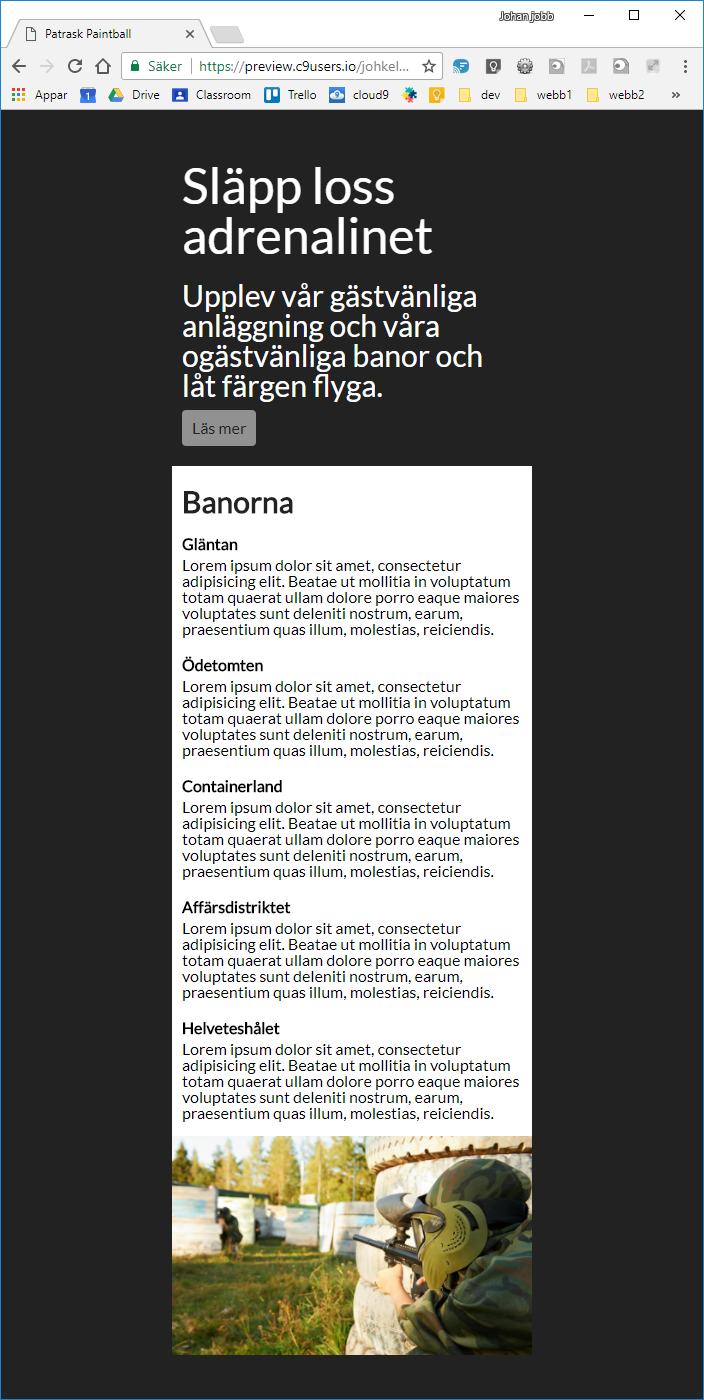 Johan jobb
Patrask Paintball
Säker
https://preview.c9users.io/johkel...
Appar
1
Drive
Classroom
Trello
cloud9
dev
webb1
webb2
»
Släpp loss
adrenalinet
Upplev vår gästvänliga
anläggning och våra
ogästvänliga banor och
låt färgen flyga.
Läs mer
Banorna
Gläntan
Lorem ipsum dolor sit amet, consectetur
adipisicing elit. Beatae ut mollitia in voluptatum
totam quaerat ullam dolore porro eaque maiores
voluptates sunt deleniti nostrum, earum,
praesentium quas illum, molestias, reiciendis.
Ödetomten
Lorem ipsum dolor sit amet, consectetur
adipisicing elit. Beatae ut mollitia in voluptatum
totam quaerat ullam dolore porro eaque maiores
voluptates sunt deleniti nostrum, earum,
praesentium quas illum, molestias, reiciendis.
Containerland
Lorem ipsum dolor sit amet, consectetur
adipisicing elit. Beatae ut mollitia in voluptatum
totam quaerat ullam dolore porro eaque maiores
voluptates sunt deleniti nostrum, earum,
praesentium quas illum, molestias, reiciendis.
Affärsdistriktet
Lorem ipsum dolor sit amet, consectetur
adipisicing elit. Beatae ut mollitia in voluptatum
totam quaerat ullam dolore porro eaque maiores
voluptates sunt deleniti nostrum, earum,
praesentium quas illum, molestias, reiciendis.
Helveteshålet
Lorem ipsum dolor sit amet, consectetur
adipisicing elit. Beatae ut mollitia in voluptatum
totam quaerat ullam dolore porro eaque maiores
voluptates sunt deleniti nostrum, earum,
praesentium quas illum, molestias, reiciendis.